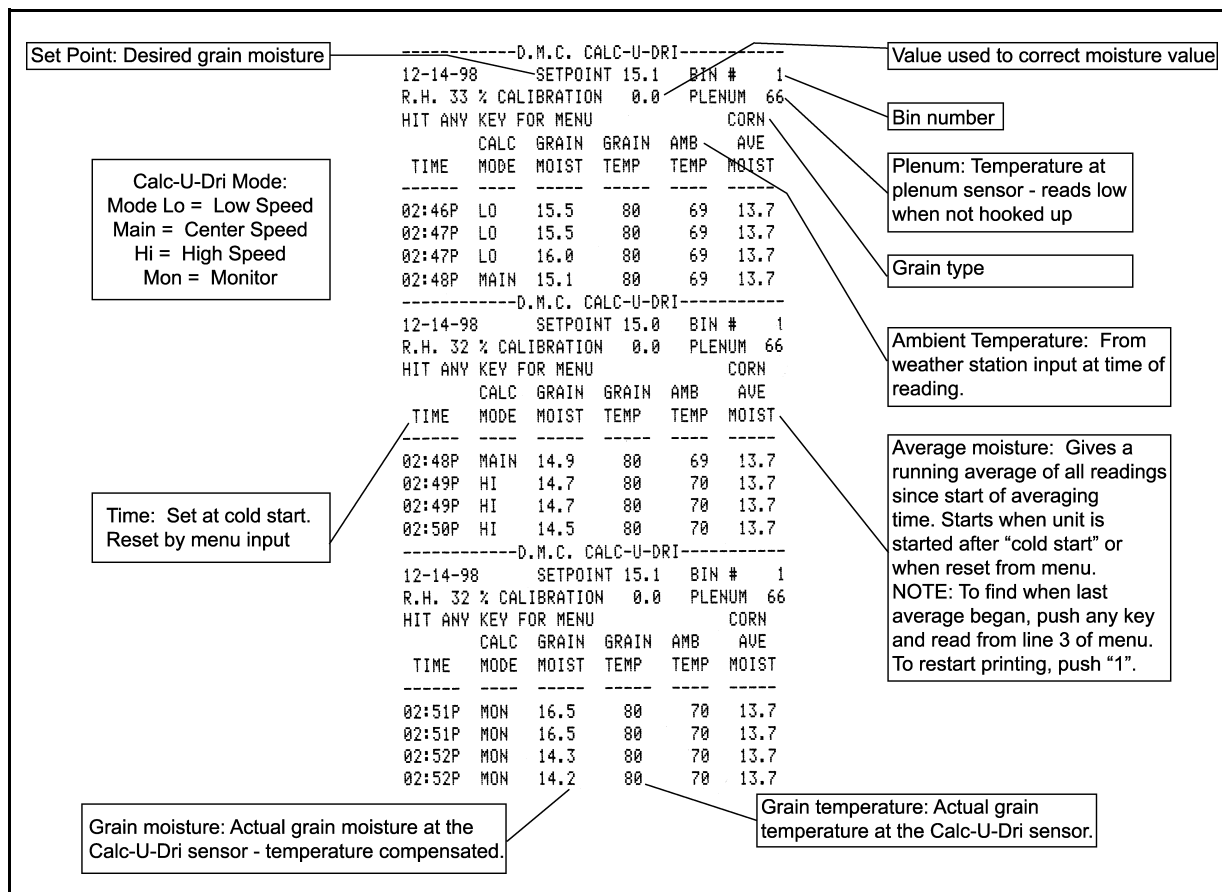 Set Point: Desired grain moisture
Calc-U-Dri Mode:
Mode Lo = Low Speed
Main = Center Speed
Hi = High Speed
Mon = Monitor
Time: Set at cold start.
Reset by menu input
------------D.M.C. CALC-U-DRI-----------
12-14-98 SETPOINT 15.1 BIN # 1
R.H. 33 % CALIBRATION 0.0 PLENUM 66
HIT ANY KEY FOR MENU CORN
CALC GRAIN GRAIN AMB AVE
TIME MODE MOIST TEMP TEMP MOIST
------ ---- ----- ---- ---- -----
02:46P LO 15.5 80 69 13.7
02:47P LO 15.5 80 69 13.7
02:47P LO 16.0 80 69 13.7
02:48P MAIN 15.1 80 69 13.7
------------D.M.C. CALC-U-DRI-----------
12-14-98 SETPOINT 15.0 BIN # 1
R.H. 32 % CALIBRATION 0.0 PLENUM 66
HIT ANY KEY FOR MENU CORN
CALC GRAIN GRAIN AMB AVE
TIME MODE MOIST TEMP TEMP MOIST
------ ---- ----- ---- ---- -----
02:48P MAIN 14.9 80 69 13.7
02:49P HI 14.7 80 70 13.7
02:49P HI 14.7 80 70 13.7
02:50P HI 14.5 80 70 13.7
------------D.M.C. CALC-U-DRI-----------
12-14-98 SETPOINT 15.1 BIN # 1
R.H. 32 % CALIBRATION 0.0 PLENUM 66
HIT ANY KEY FOR MENU CORN
CALC GRAIN GRAIN AMB AVE
TIME MODE MOIST TEMP TEMP MOIST
------ ---- ----- ---- ---- -----
02:51P MON 16.5 80 70 13.7
02:51P MON 16.5 80 70 13.7
02:52P MON 14.3 80 70 13.7
02:52P MON 14.2 80 70 13.7
Value used to correct moisture value
Bin number
Plenum: Temperature at
plenum sensor - reads low
when not hooked up
Grain type
Ambient Temperature: From
weather station input at time of
reading.
Average moisture: Gives a
running average of all readings
since start of averaging
time. Starts when unit is
started after “cold start” or
when reset from menu.
NOTE: To find when last
average began, push any key
and read from line 3 of menu.
To restart printing, push “1”.
Grain moisture: Actual grain moisture at the
Calc-U-Dri sensor - temperature compensated.
Grain temperature: Actual grain
temperature at the Calc-U-Dri sensor.